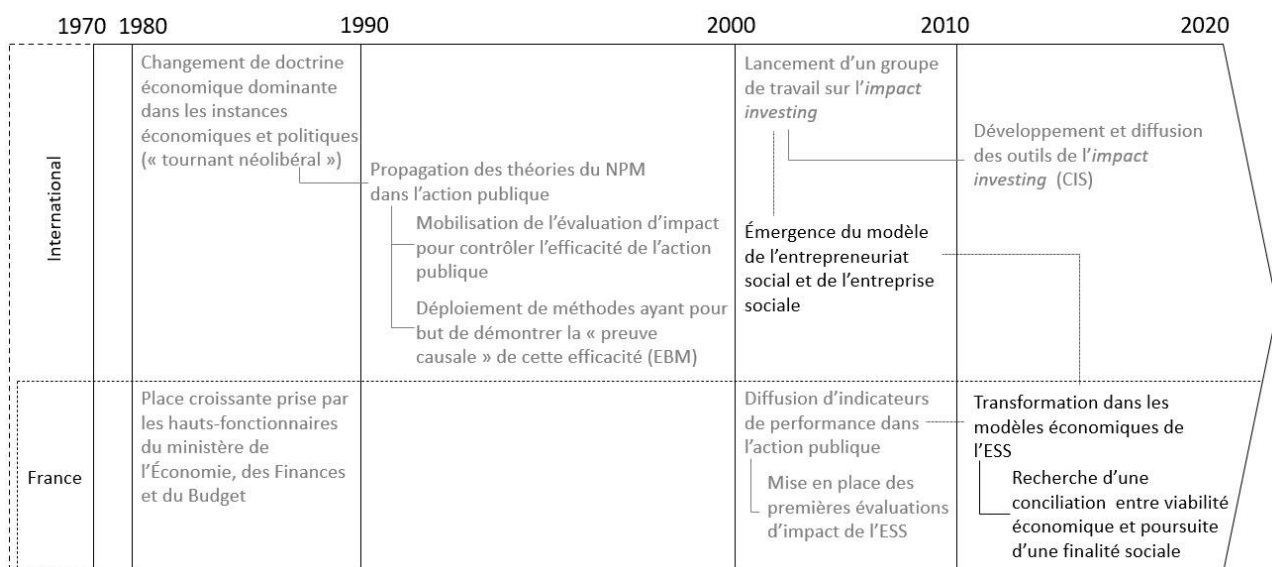 1970 1980 1990 2000 2010 2020
International
Changement de doctrine
économique dominante
dans les instances
économiques et politiques
(« tournant néolibéral »)
Propagation des théories du NPM
dans l’action publique
Mobilisation de l’évaluation d’impact
pour contrôler l’efficacité de l’action
publique
Déploiement de méthodes ayant pour
but de démontrer la « preuve
causale » de cette efficacité (EBM)
Lancement d’un groupe
de travail sur l’impact
investing
Émergence du modèle
de l’entrepreneuriat
social et de l’entreprise
sociale
Développement et diffusion
des outils de l’impact
investing (CIS)
France
Place croissante prise par
les hauts-fonctionnaires
du ministère de
l’Économie, des Finances
et du Budget
Diffusion d’indicateurs
de performance dans
l’action publique
Mise en place des
premières évaluations
d’impact de l’ESS
Transformation dans les
modèles économiques de
l’ESS
Recherche d’une
conciliation entre viabilité
économique et poursuite
d’une finalité sociale